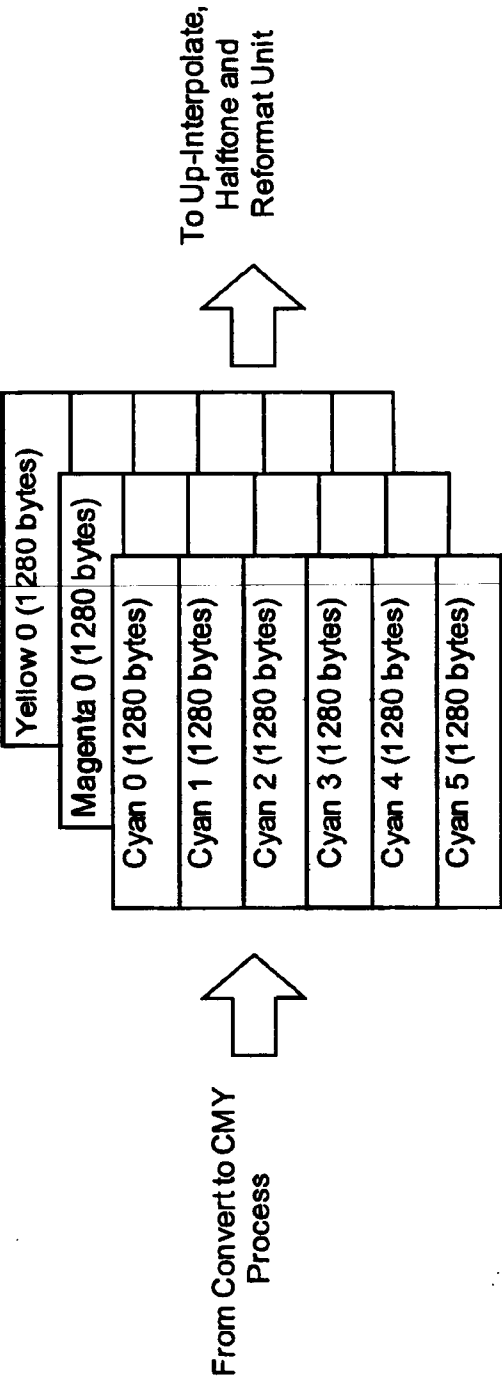 From Convert to CMY
Process
Yellow 0 (1280 bytes)
Magenta 0 (1280 bytes)
Cyan 0 (1280 bytes)
Cyan 1 (1280 bytes)
Cyan 2 (1280 bytes)
Cyan 3 (1280 bytes)
Cyan 4 (1280 bytes)
Cyan 5 (1280 bytes)
To Up-Interpolate,
Halftone and
Reformat Unit